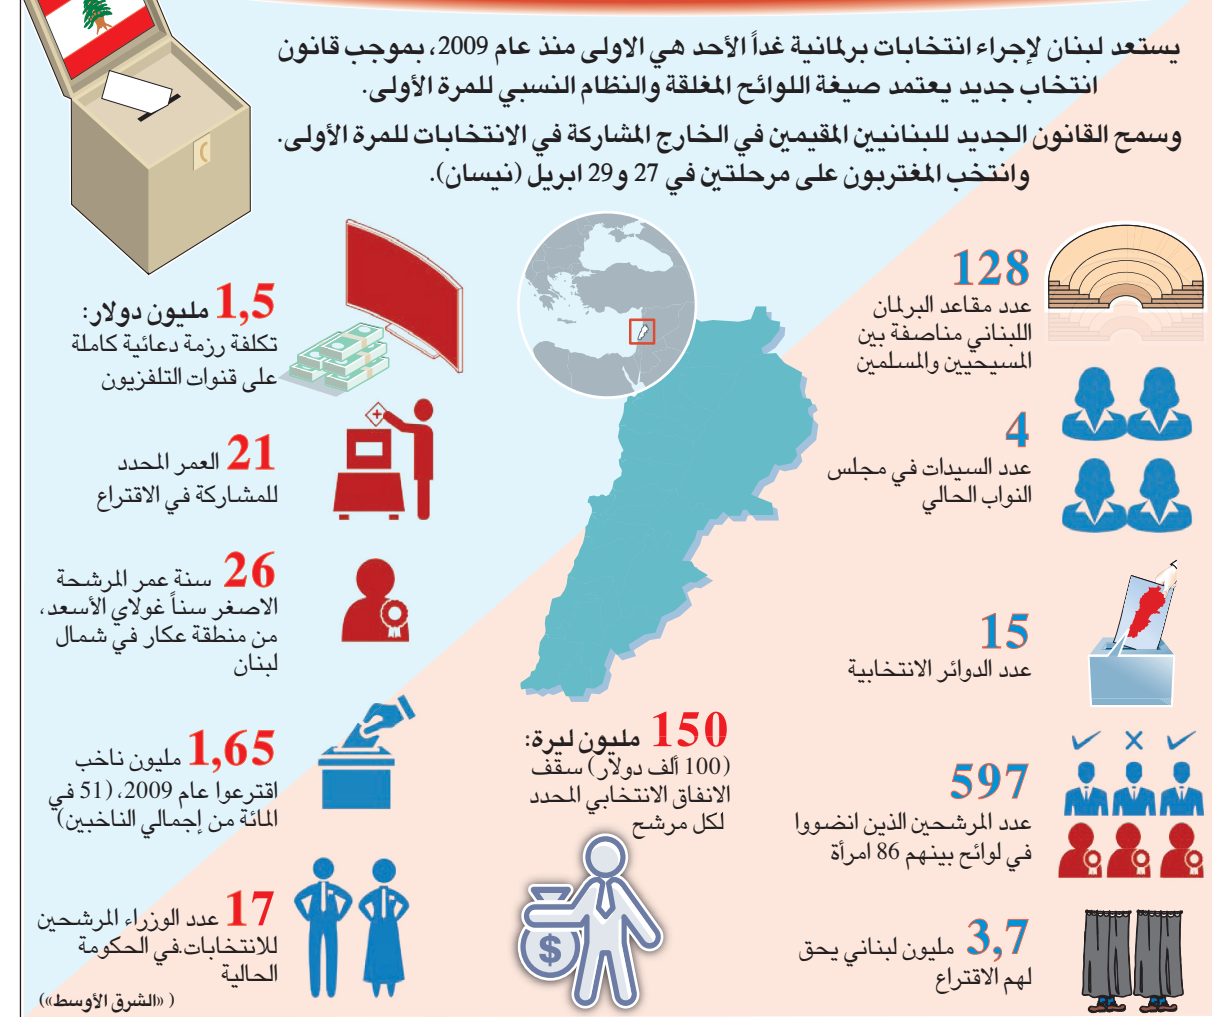 يستعد لبنان لإجراء انتخابات برلمانية غداً الأحد هي الاولى منذ عام 2009، بموجب قانون
انتخاب جديد يعتمد صيغة اللوائح المغلقة والنظام النسبي للمرة الأولى.
وسمح القانون الجديد للبنانيين المقيمين في الخارج المشاركة في الانتخابات للمرة الأولى.
وانتخب المغتربون على مرحلتين في 27 و29 ابريل (نيسان).
128
عدد مقاعد البرلمان
اللبناني مناصفة بين
المسيحيين والمسلمين
4
عدد السيدات في مجلس
النواب الحالي
15
عدد الدوائر الانتخابية
597
عدد المرشحين الذين انضووا
في لوائح بينهم 86 امرأة
3,7 مليون لبناني يحق
لهم الاقتراع
150 مليون ليرة:
(100 ألف دولار) سقف
الانفاق الانتخابي المحدد
لكل مرشح
$
1,5 مليون دولار:
تكلفة رزمة دعائية كاملة
على قنوات التلفزيون
21 العمر المحدد
للمشاركة في الاقتراع
26 سنة عمر المرشحة
الاصغر سناً غولاي الأسعد،
من منطقة عكار في شمال
لبنان
1,65 مليون ناخب
اقترعوا عام 2009، (51 في
المائة من إجمالي الناخبين)
17 عدد الوزراء المرشحين
للانتخابات.في الحكومة
الحالية
( «الشرق الأوسط»)